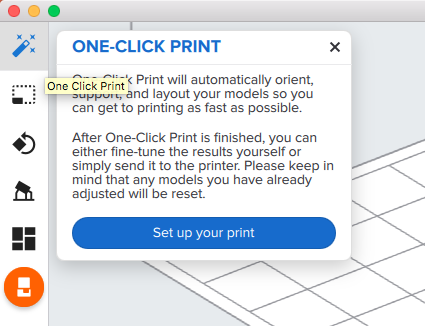 ONE-CLICK PRINT
One-Click Print will automatically orient,
One Click Print
support, and layout your models so you
can get to printing as fast as possible.
After One-Click Print is finished, you can
either fine-tune the results yourself or
simply send it to the printer. Please keep in
mind that any models you have already
adjusted will be reset.
Set up your print